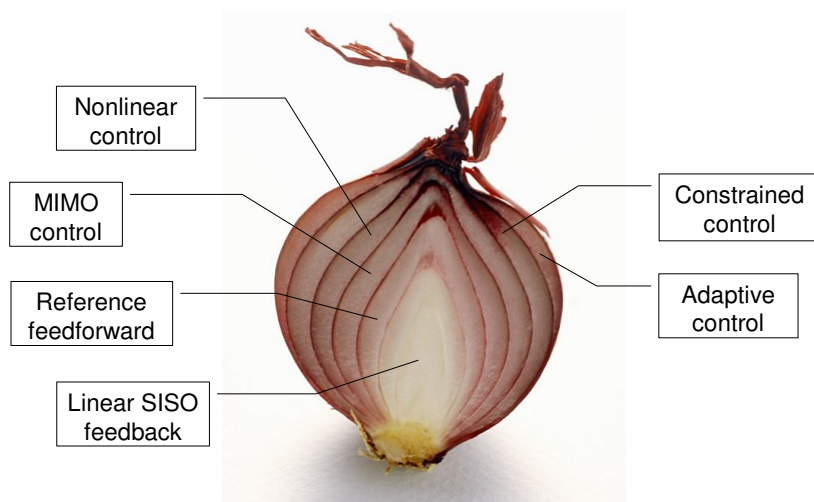 Nonlinear
control
MIMO
control
Reference
feedforward
Linear SISO
feedback
Constrained
control
Adaptive
control